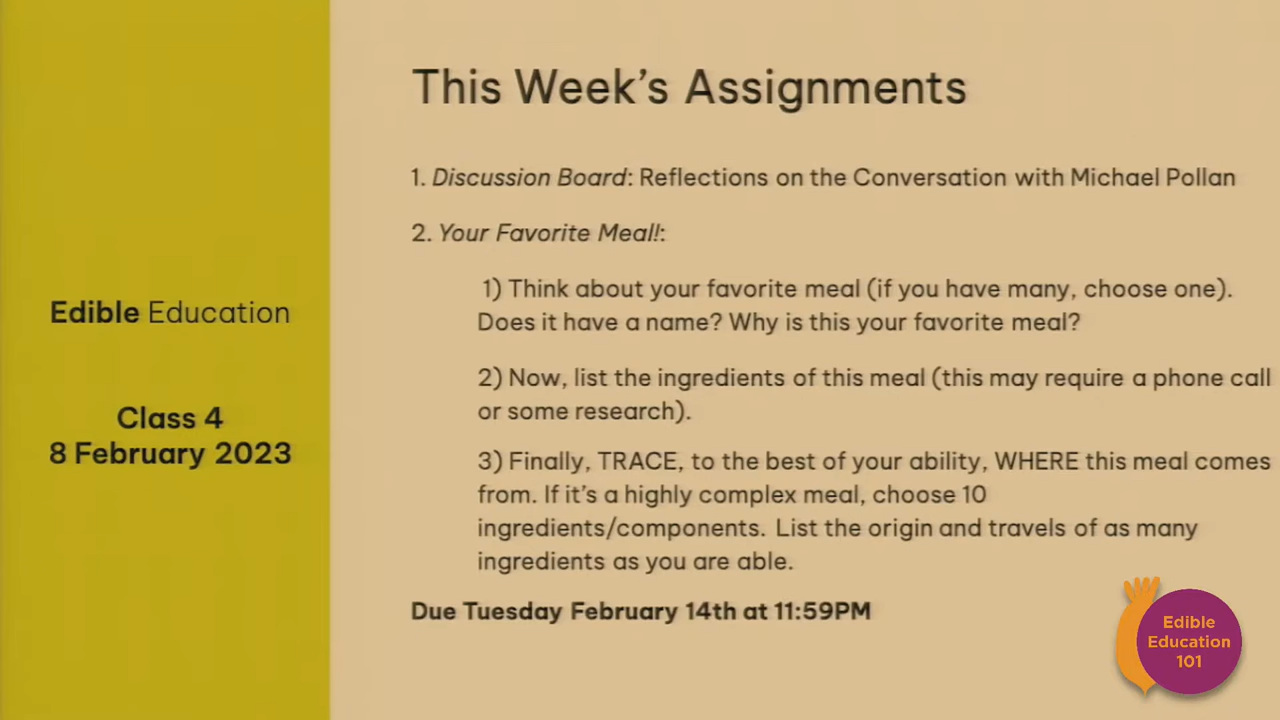 This Week's Assignments
1. Discussion Board: Reflections on the Conversation with Michael Pollan
2. Your Favorite Meal!:
1) Think about your favorite meal (if you have many, choose one).
Does it have a name? Why is this your favorite meal?
2) Now, list the ingredients of this meal (this may require a phone call
or some research).
3) Finally, TRACE, to the best of your ability, WHERE this meal comes
from. If it's a highly complex meal, choose 10
ingredients/components. List the origin and travels of as many
ingredients as you are able.
Due Tuesday February 14th at 11:59PM
Edible Education
Class 4
8 February 2023
Edible
Education
101